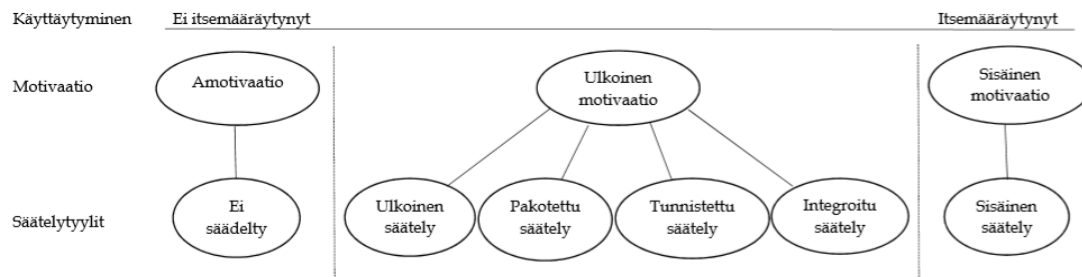 Käyttäytyminen Ei itsemääräytynyt Itsemääräytynyt
Motivaatio
Amotivaatio
Ulkoinen
motivaatio
Sisäinen
motivaatio
Säätelytyylit
Ei
säädelty
Ulkoinen
säätely
Pakotettu
säätely
Tunnistettu
säätely
Integroitu
säätely
Sisäinen
säätely